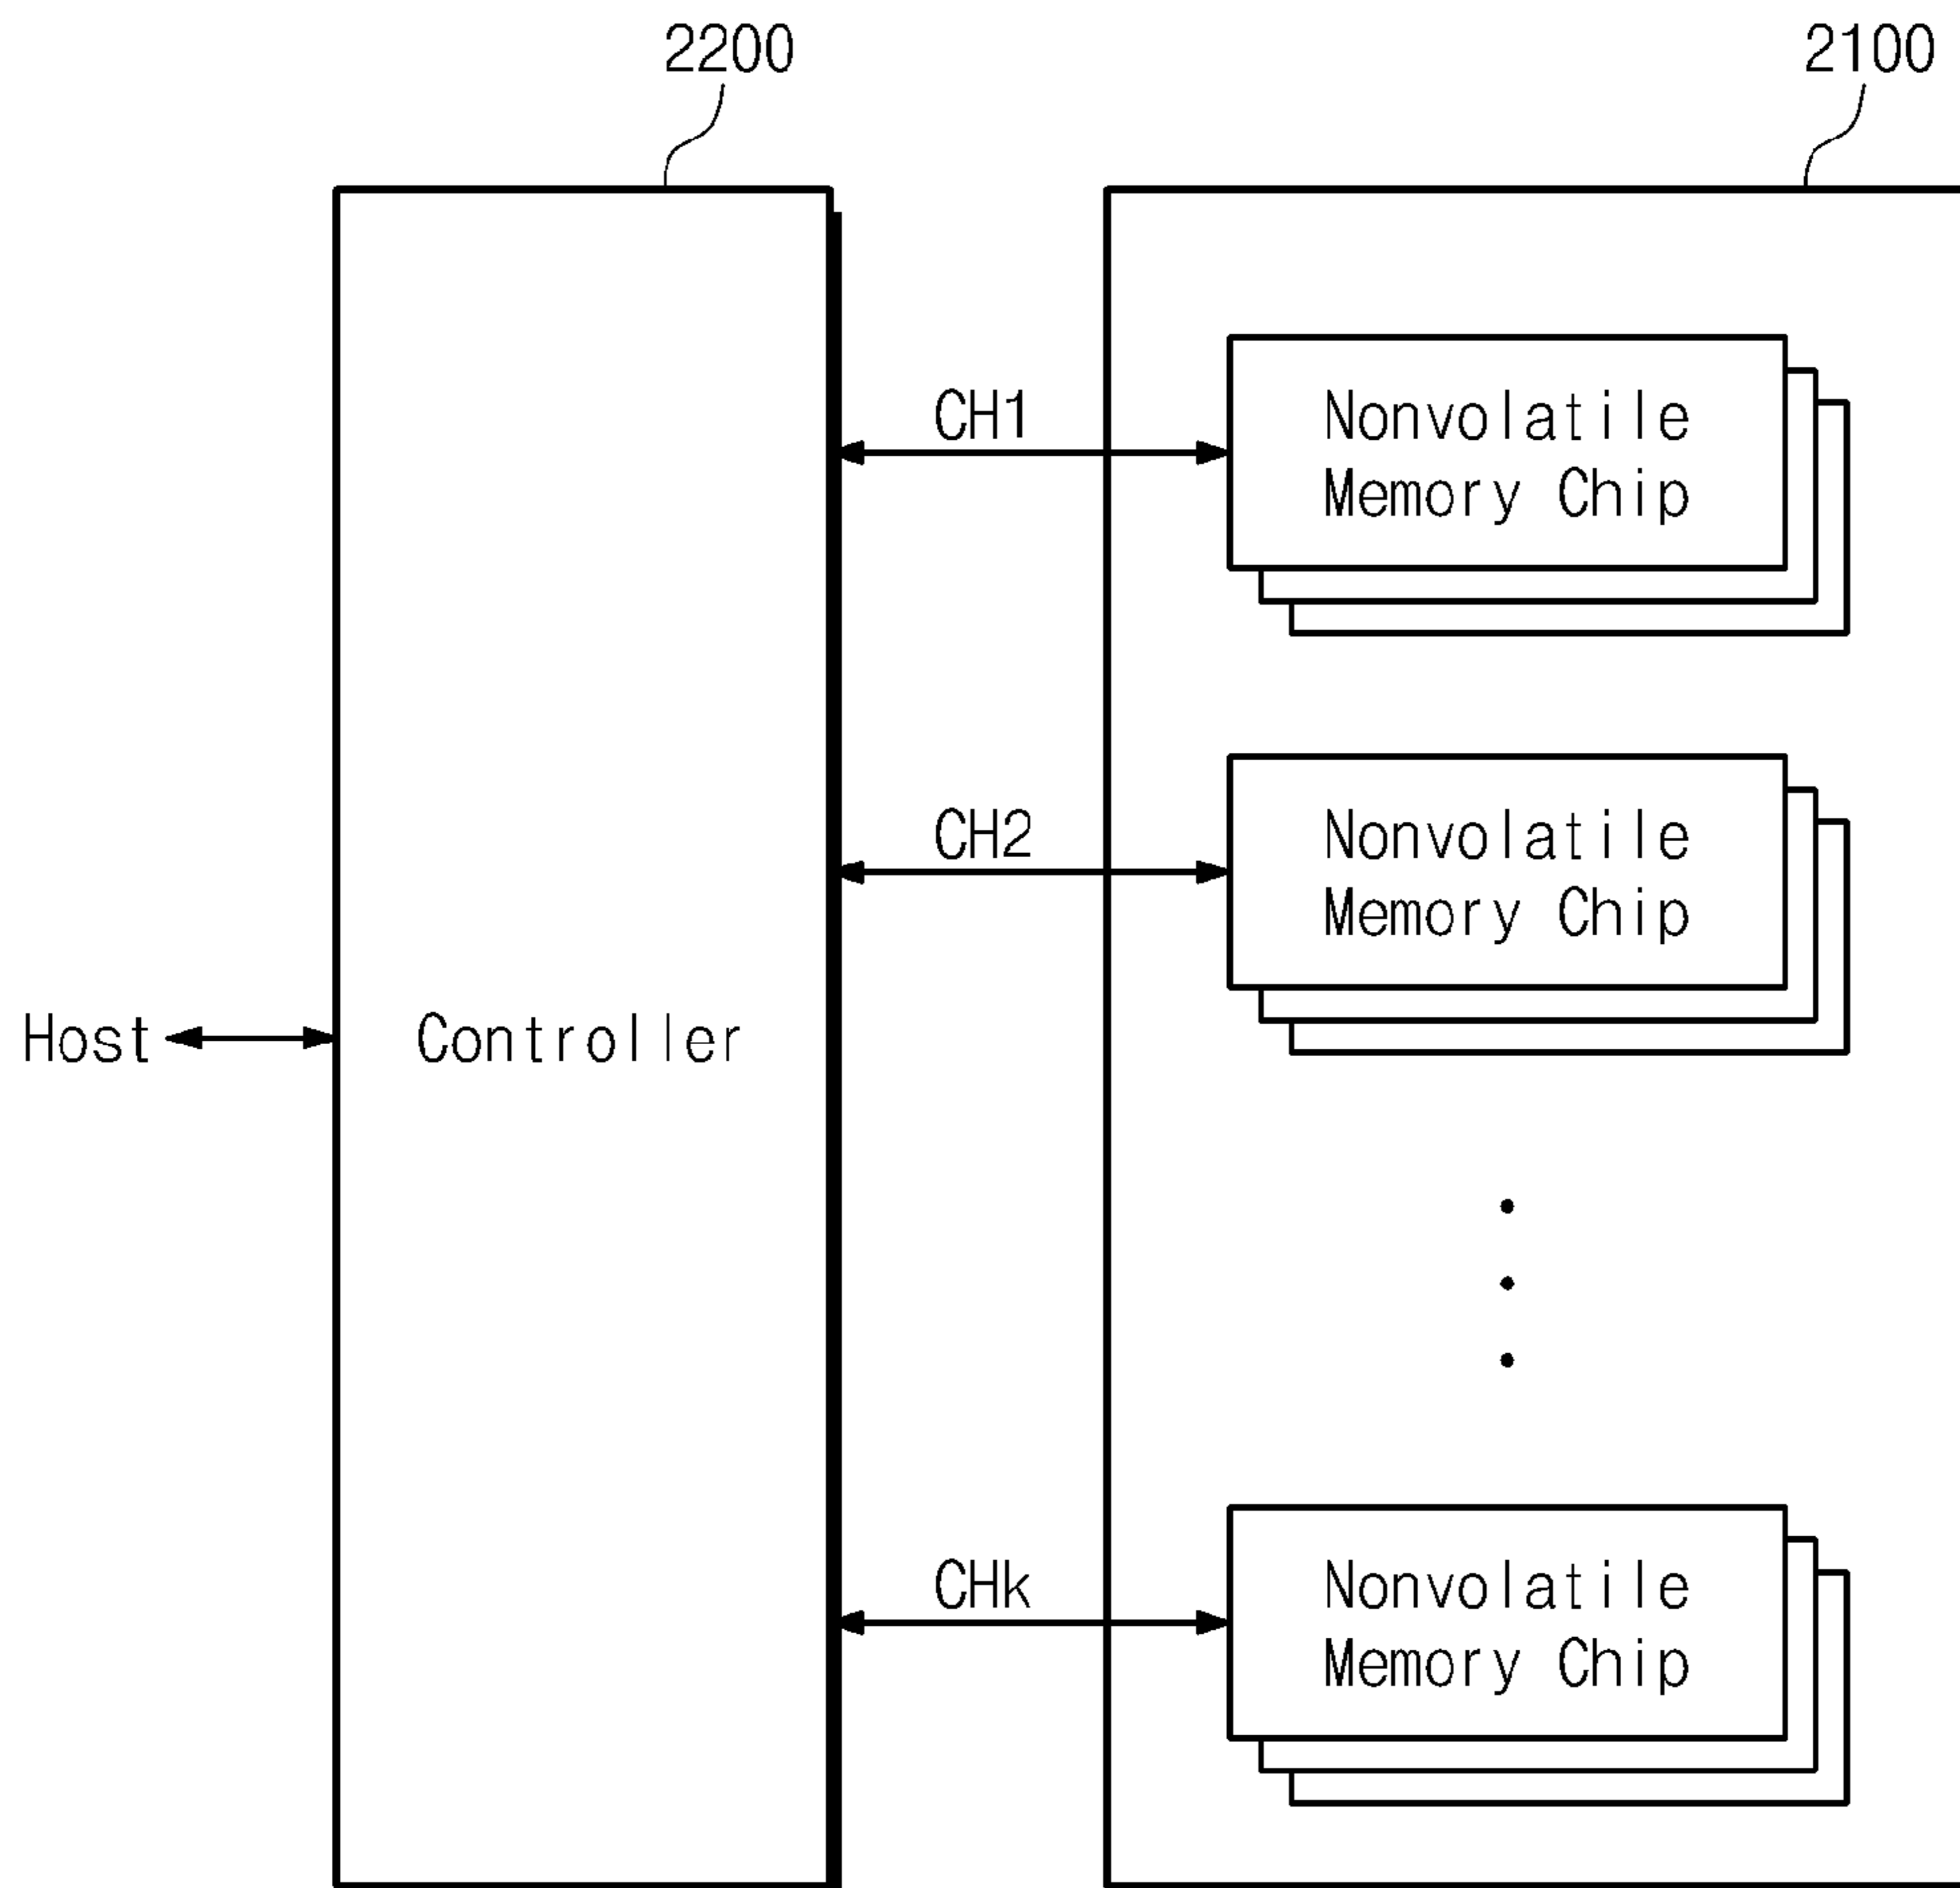 2200
2100
CH1
Nonvolatile
Memory Chip
CH2
Nonvolatile
Memory Chip
Host
Controller
CHk
Nonvolatile
Memory Chip